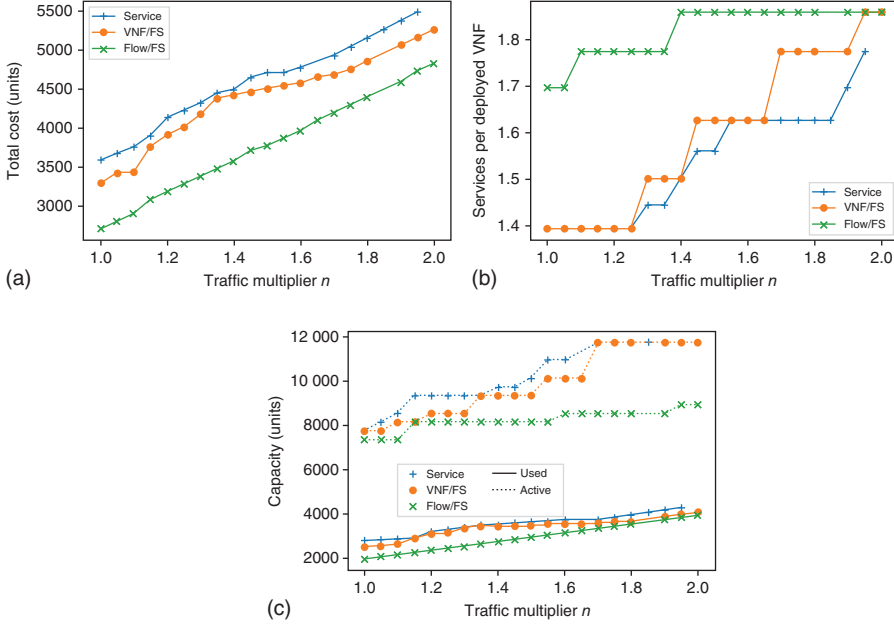 5500
5000
4500
4000
3500
3000
Total cost (units)
Service
VNF/FS
Flow/FS
1.0 1.2 1.4 1.6 1.8 2.0
Traffic multiplier n
(a)
1.8
1.7
1.6
1.5
1.4
Services per deployed VNF
Service
VNF/FS
Flow/FS
1.0 1.2 1.4 1.6 1.8 2.0
Traffic multiplier n
(b)
12 000
10 000
8000
6000
4000
2000
Capacity (units)
Service Used
VNF/FS Active
Flow/FS
1.0 1.2 1.4 1.6 1.8 2.0
Traffic multiplier n
(c)